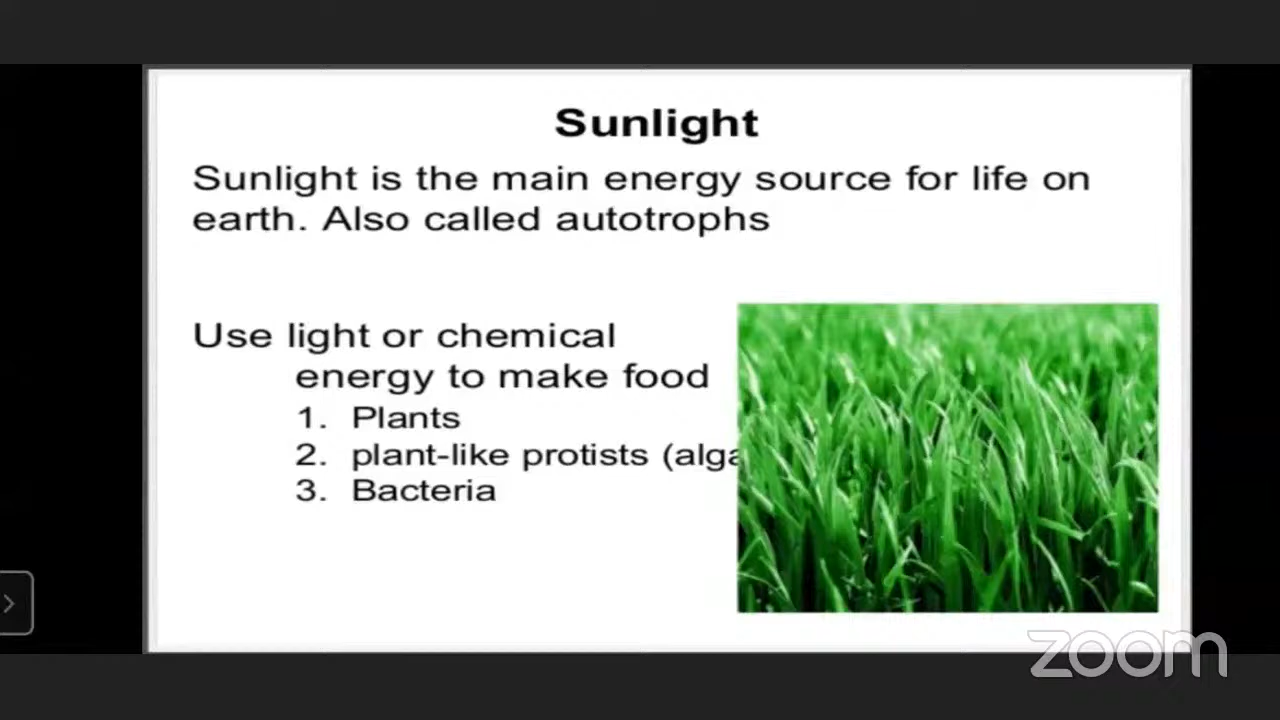 Sunlight
Sunlight is the main energy source for life on
earth. Also called autotrophs
Use light or chemical
energy to make food
1. Plants
2. plant-like protists
3. Bacteria
zoom